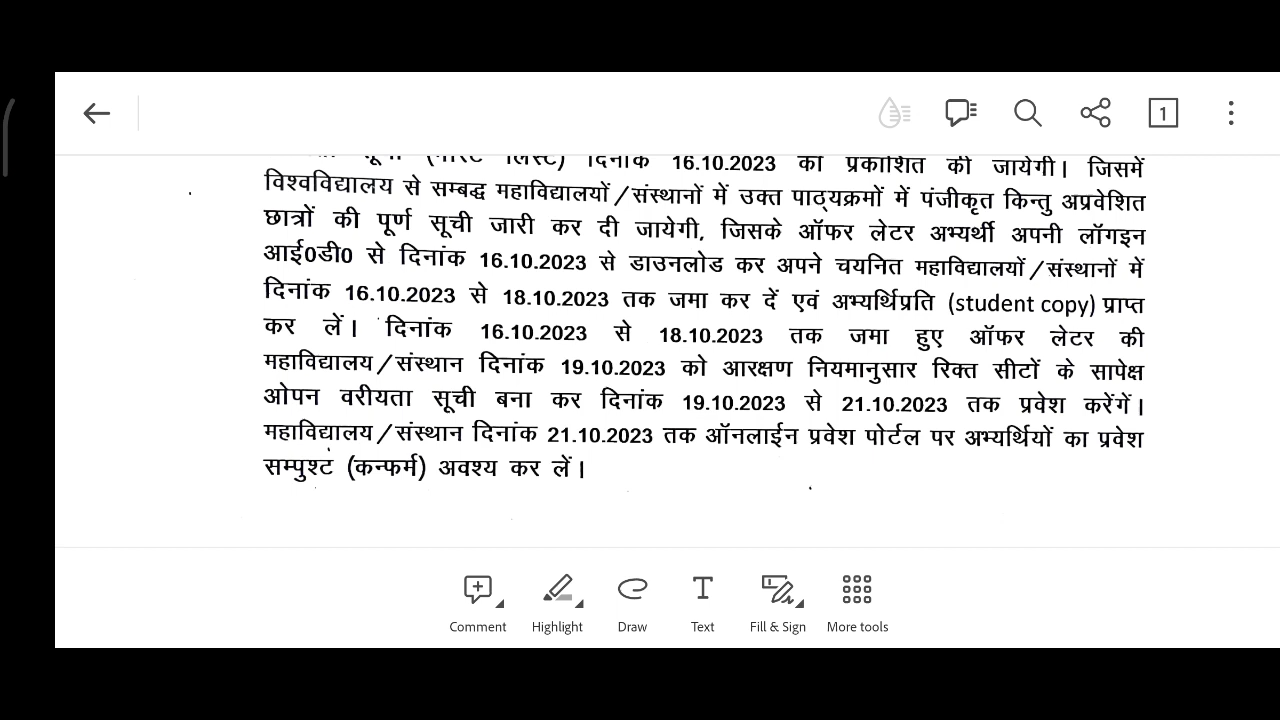 1
(मेरिट लिस्ट) दिनांक 16.10.2023 को प्रकाशित की जायेगी। जिसमें
विश्वविद्यालय से सम्बद्ध महाविद्यालयों/संस्थानों में उक्त पाठ्यक्रमों में पंजीकृत किन्तु अप्रवेशित
छात्रों की पूर्ण सूची जारी कर दी जायेगी, जिसके ऑफर लेटर अभ्यर्थी अपनी लॉगइन
आई0डी0 से दिनांक 16.10.2023 से डाउनलोड कर अपने चयनित महाविद्यालयों/संस्थानों में
दिनांक 16.10.2023 से 18.10.2023 तक जमा कर दें एवं अभ्यर्थिप्रति (student copy) प्राप्त
कर लें। दिनांक 16.10.2023 से 18.10.2023 तक जमा हुए ऑफर लेटर की
महाविद्यालय/संस्थान दिनांक 19.10.2023 को आरक्षण नियमानुसार रिक्त सीटों के सापेक्ष
ओपन वरीयता सूची बना कर दिनांक 19.10.2023 से 21.10.2023 तक प्रवेश करेंगें।
महाविद्यालय/संस्थान दिनांक 21.10.2023 तक ऑनलाईन प्रवेश पोर्टल पर अभ्यर्थियों का प्रवेश
सम्पुश्ट (कन्फर्म) अवश्य कर लें।
Comment Highlight Draw Text Fill & Sign More tools